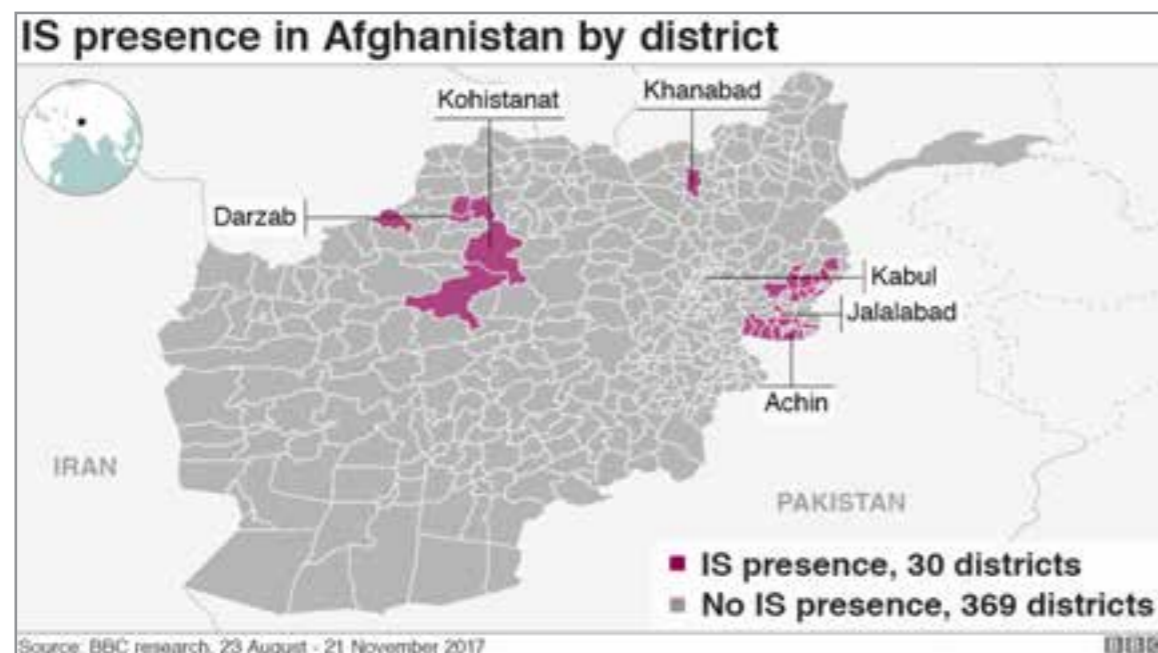 IS presence in Afghanistan by district
Kohistanat
Khanabad
Darzab
Kabul
Jalalabad
Achin
IRAN
PAKISTAN
IS presence, 30 districts
No IS presence, 369 districts
Source: BBC research, 23 August - 21 November 2017
BBC